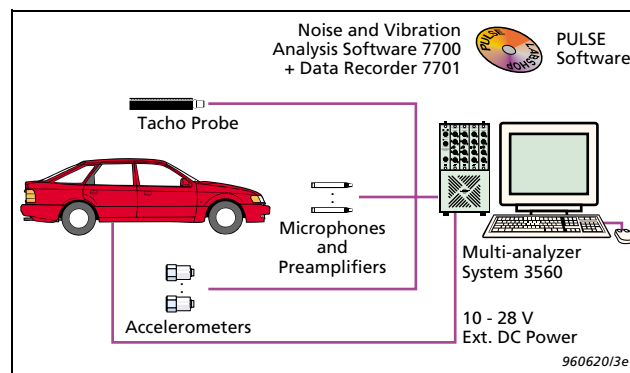 Noise and Vibration
Analysis Software 7700
+ Data Recorder 7701
PULSE
LABSHOP
PULSE
Software
Tacho Probe
Microphones
and
Preamplifiers
Multi-analyzer
System 3560
Accelerometers
10 - 28 V
Ext. DC Power
960620/3e